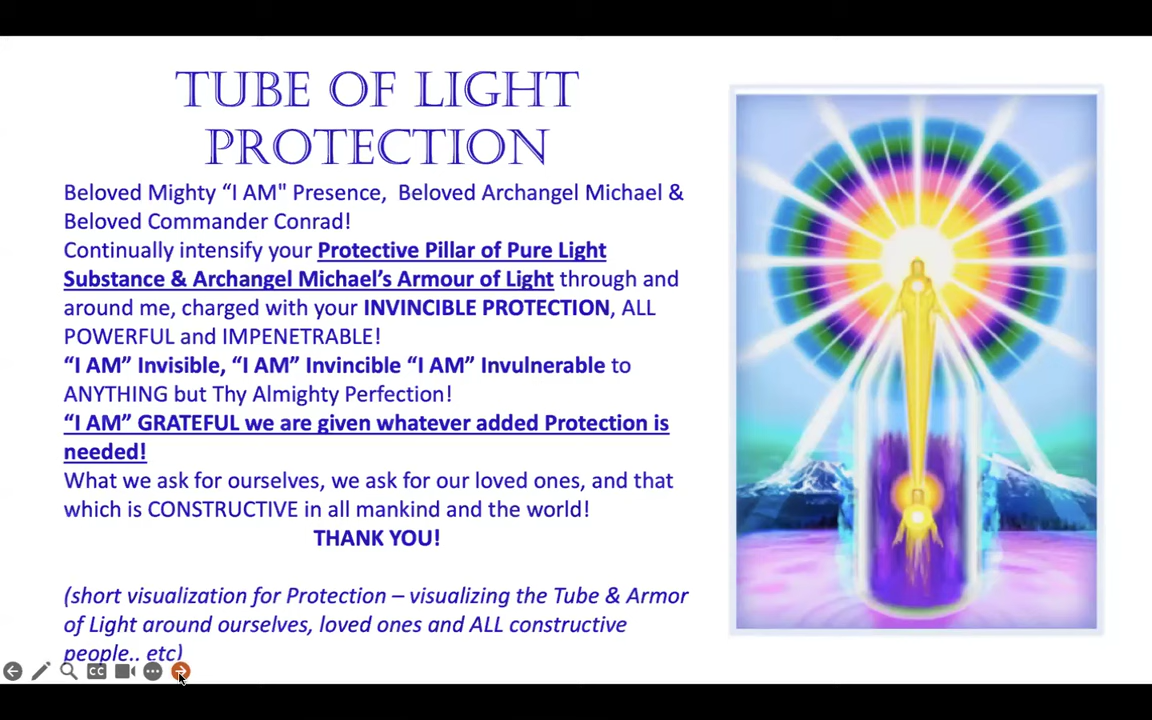 TUBE OF LIGHT
PROTECTION
Beloved Mighty “I AM" Presence,  Beloved Archangel Michael &
Beloved Commander Conrad!
Continually intensify your Protective Pillar of Pure Light
Substance & Archangel Michael’s Armour of Light through and
around me, charged with your INVINCIBLE PROTECTION, ALL
POWERFUL and IMPENETRABLE!
“I AM” Invisible, “I AM” Invincible “I AM” Invulnerable to
ANYTHING but Thy Almighty Perfection!
“I AM” GRATEFUL we are given whatever added Protection is
needed!
What we ask for ourselves, we ask for our loved ones, and that
which is CONSTRUCTIVE in all mankind and the world!
THANK YOU!
(short visualization for Protection – visualizing the Tube & Armor
of Light around ourselves, loved ones and ALL constructive
people.. etc)
CC